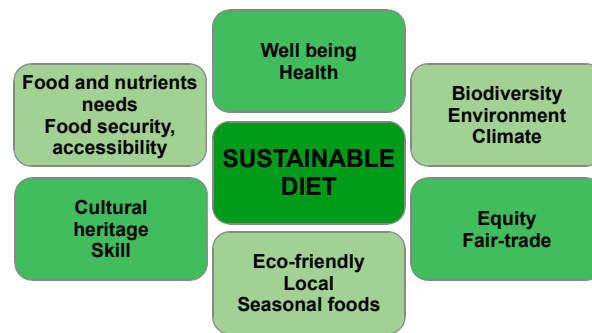 Well being
Health
Food and nutrients
needs
Food security,
accessibility
Biodiversity
Environment
Climate
SUSTAINABLE
DIET
Cultural
heritage
Skill
Equity
Fair-trade
Eco-friendly
Local
Seasonal foods